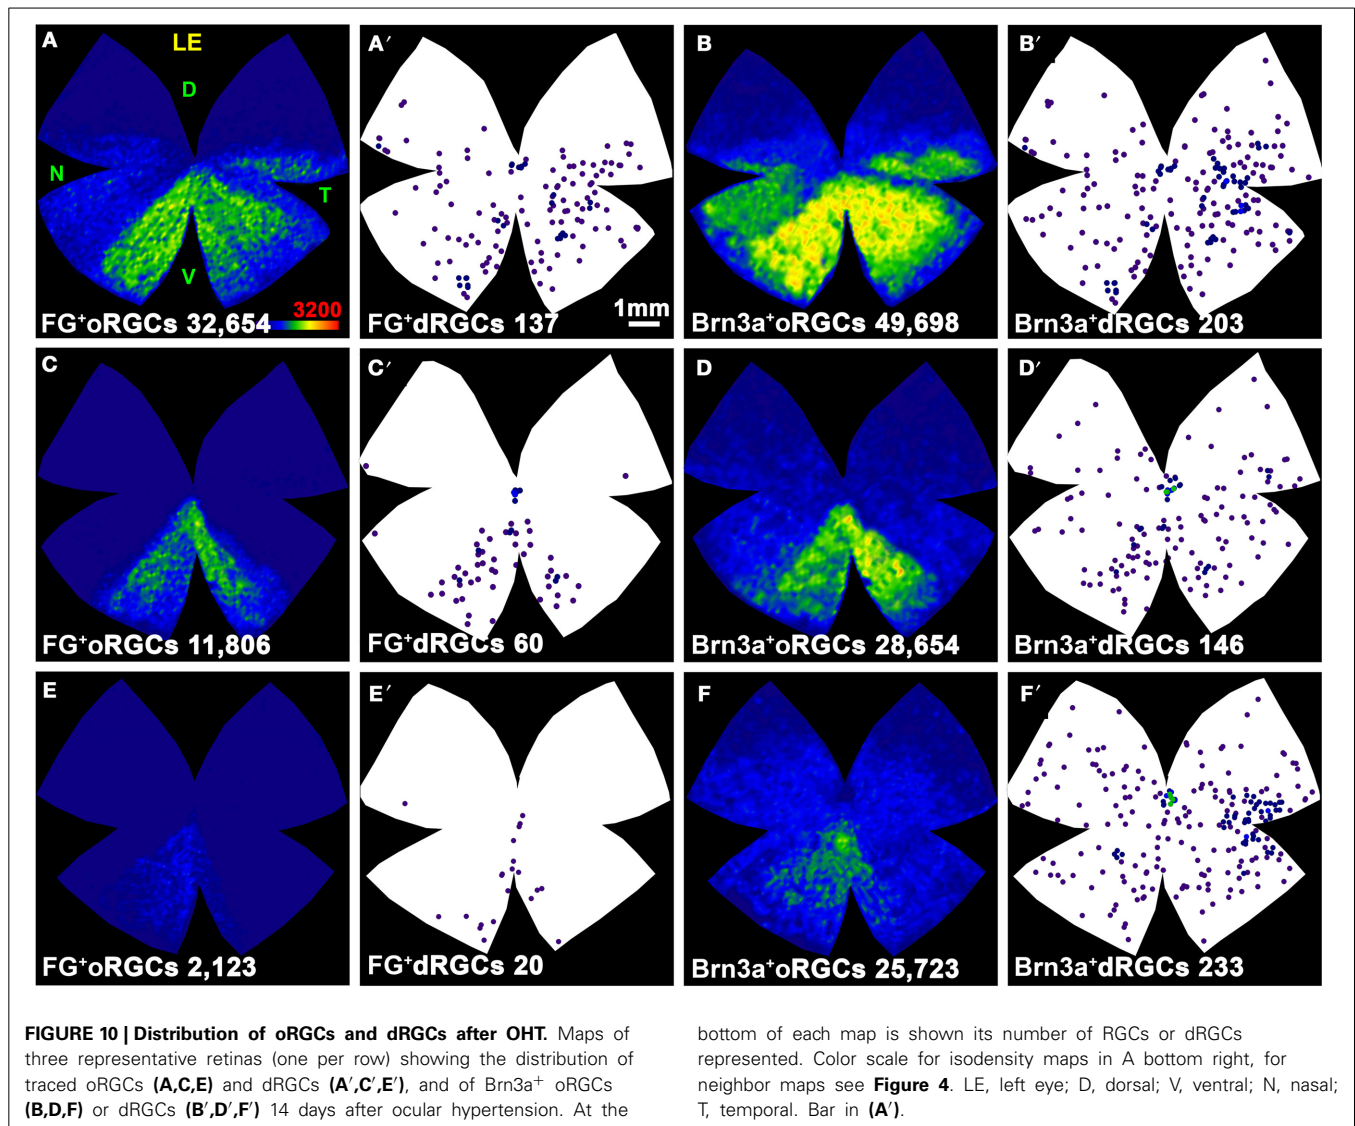 A
LE
D
N
T
V
3200
FG⁺oRGCs 32,654
A′
1mm
FG⁺dRGCs 137
B
Brn3a⁺oRGCs 49,698
B′
Brn3a⁺dRGCs 203
C
FG⁺oRGCs 11,806
C′
FG⁺dRGCs 60
D
Brn3a⁺oRGCs 28,654
D′
Brn3a⁺dRGCs 146
E
FG⁺oRGCs 2,123
E′
FG⁺dRGCs 20
F
Brn3a⁺oRGCs 25,723
F′
Brn3a⁺dRGCs 233
FIGURE 10 | Distribution of oRGCs and dRGCs after OHT. Maps of
three representative retinas (one per row) showing the distribution of
traced oRGCs (A,C,E) and dRGCs (A′,C′,E′), and of Brn3a⁺ oRGCs
(B,D,F) or dRGCs (B′,D′,F′) 14 days after ocular hypertension. At the
bottom of each map is shown its number of RGCs or dRGCs
represented. Color scale for isodensity maps in A bottom right, for
neighbor maps see Figure 4. LE, left eye; D, dorsal; V, ventral; N, nasal;
T, temporal. Bar in (A′).